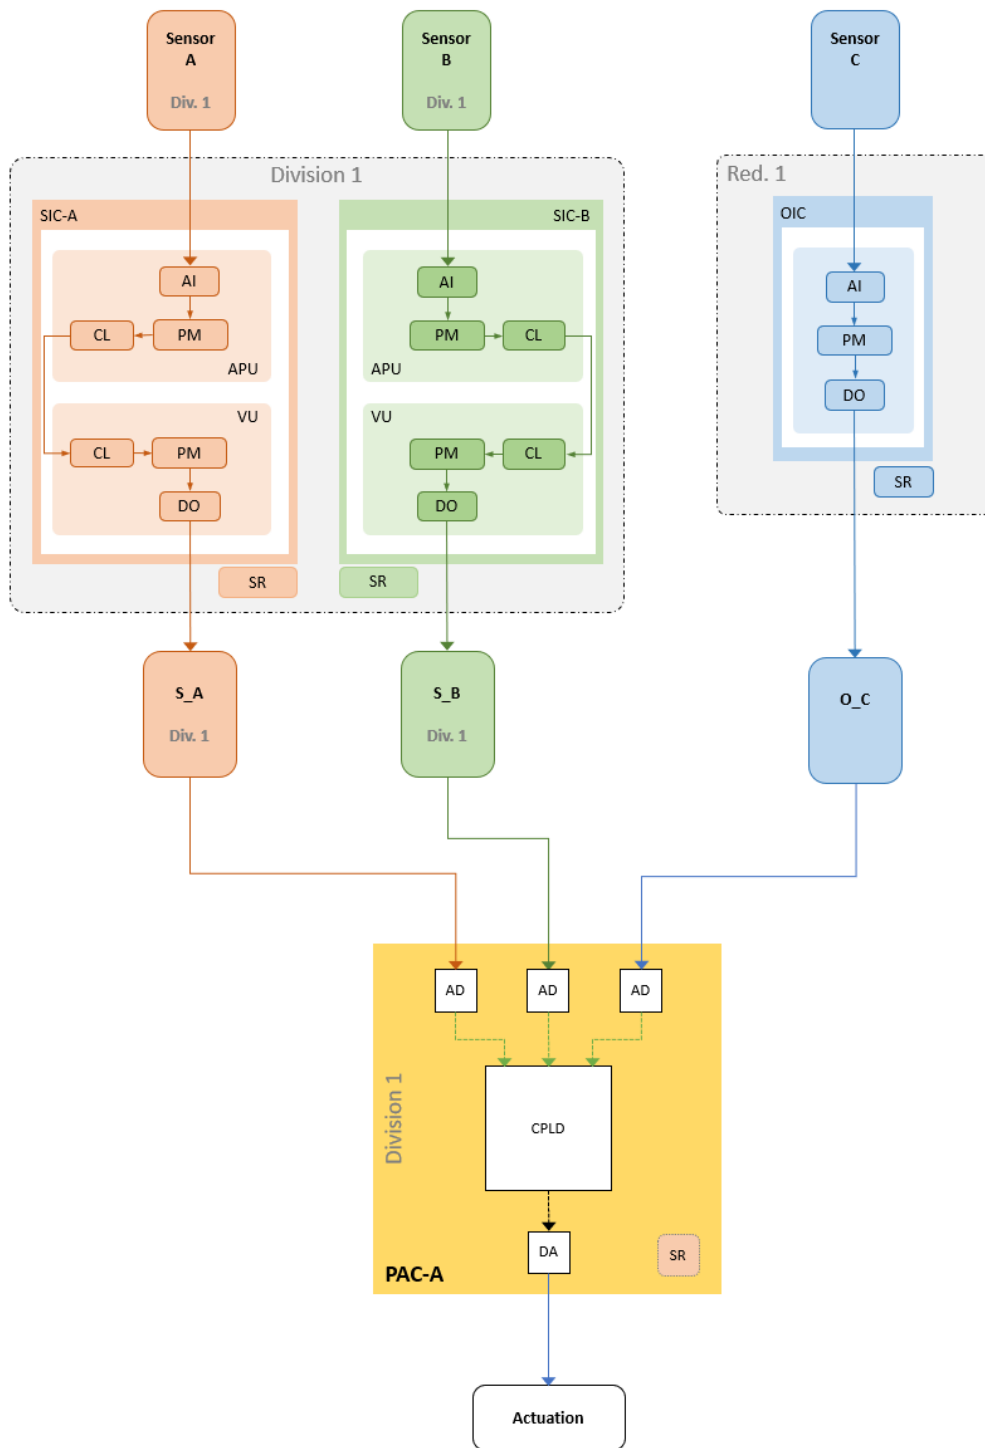 Sensor
A
Div. 1
Sensor
B
Div. 1
Sensor
C
Division 1
Red. 1
SIC-A
SIC-B
OIC
AI
AI
AI
CL
PM
PM
CL
PM
APU
APU
DO
VU
VU
CL
PM
PM
CL
DO
DO
SR
SR
SR
S_A
Div. 1
S_B
Div. 1
O_C
AD
AD
AD
Division 1
CPLD
DA
SR
PAC-A
Actuation